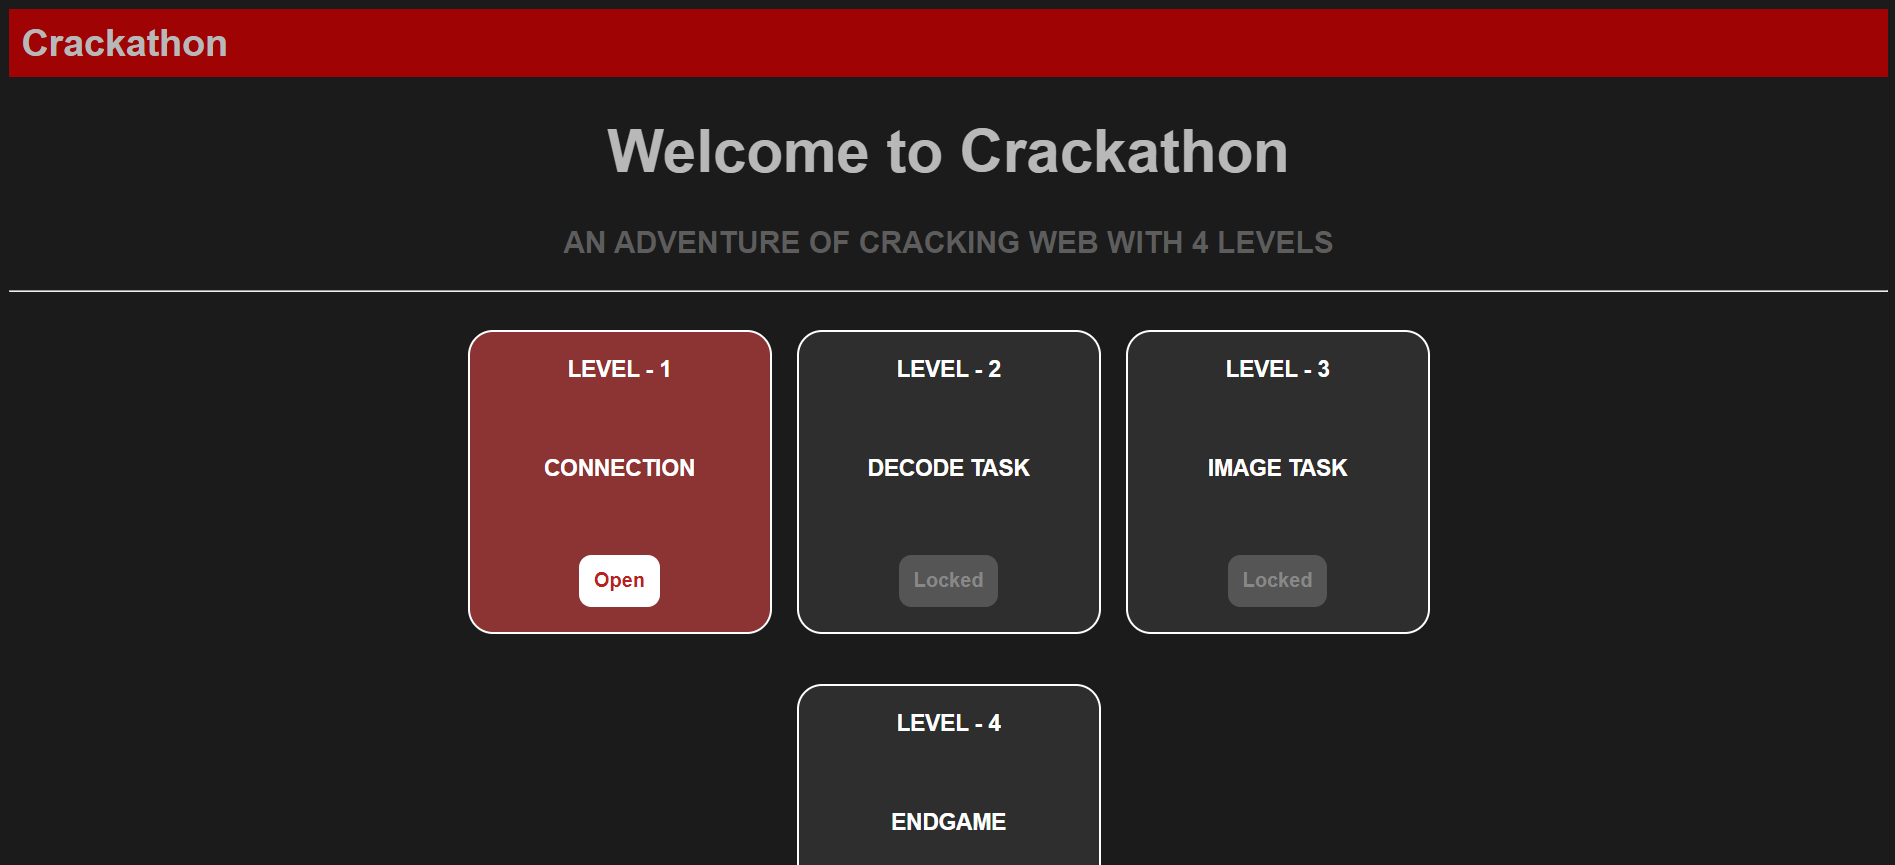 Crackathon
Welcome to Crackathon
AN ADVENTURE OF CRACKING WEB WITH 4 LEVELS
LEVEL - 1
CONNECTION
Open
LEVEL - 2
DECODE TASK
Locked
LEVEL - 3
IMAGE TASK
Locked
LEVEL - 4
ENDGAME